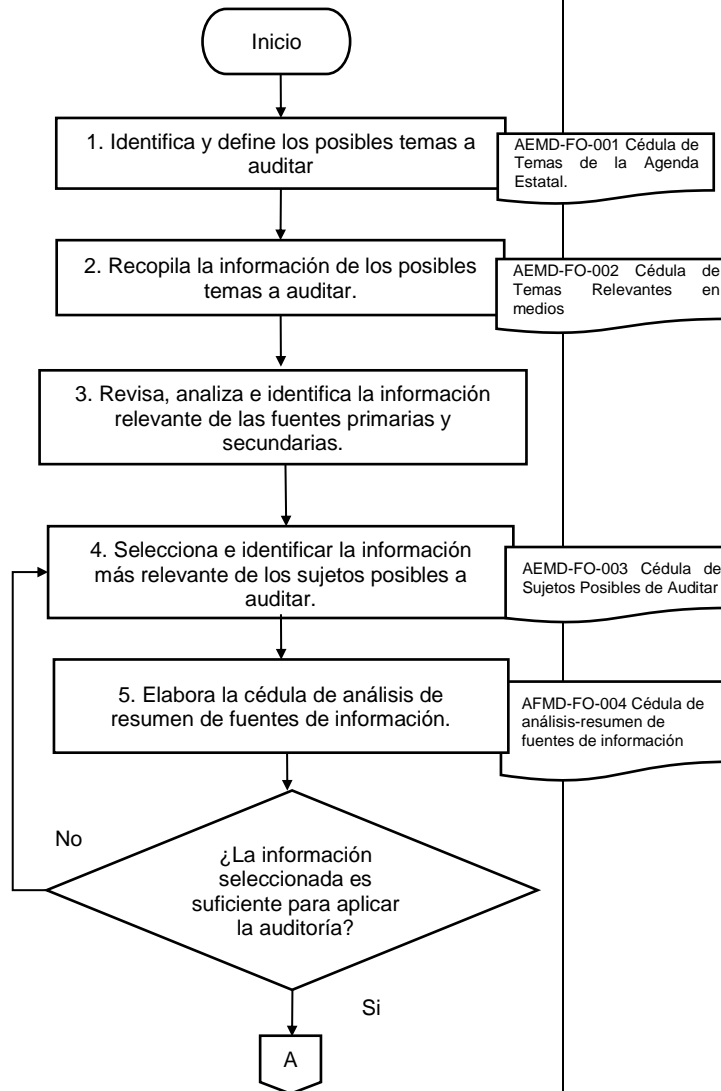 Inicio
1. Identifica y define los posibles temas a
auditar
AEMD-FO-001 Cédula de
Temas de la Agenda
Estatal.
2. Recopila la información de los posibles
temas a auditar.
AEMD-FO-002 Cédula de
Temas Relevantes en
medios
3. Revisa, analiza e identifica la información
relevante de las fuentes primarias y
secundarias.
4. Selecciona e identificar la información
más relevante de los sujetos posibles a
auditar.
AEMD-FO-003 Cédula de
Sujetos Posibles de Auditar
5. Elabora la cédula de análisis de
resumen de fuentes de información.
AFMD-FO-004 Cédula de
análisis-resumen de
fuentes de información
No
¿La información
seleccionada es
suficiente para aplicar
la auditoría?
Si
A